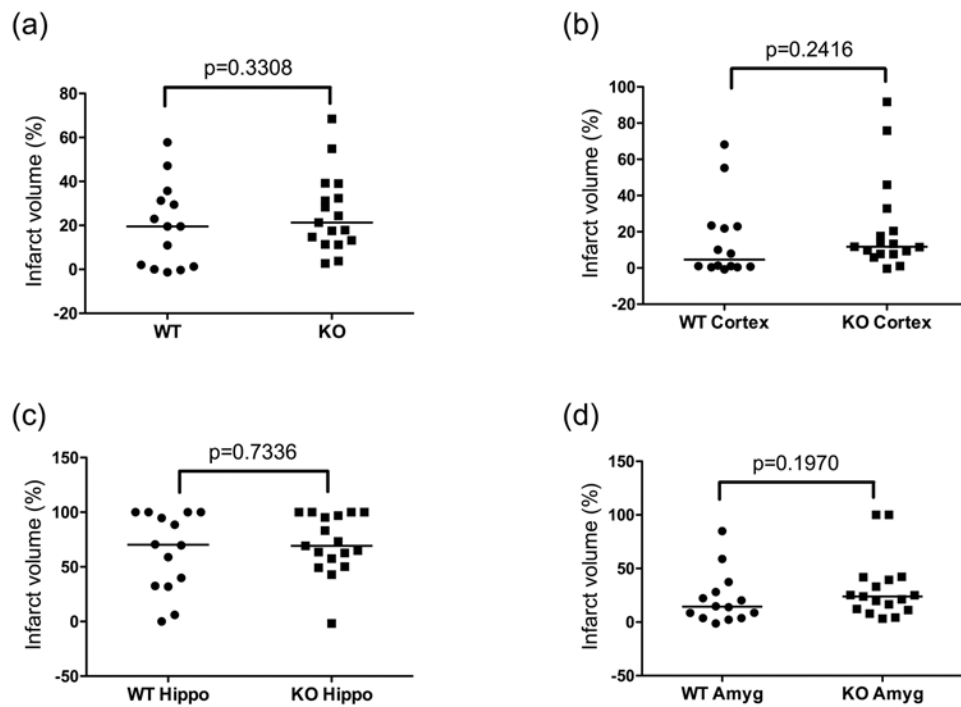 (a)
p=0.3308
Infarct volume (%)
80
60
40
20
0
-20
WT
KO
(b)
p=0.2416
Infarct volume (%)
100
80
60
40
20
0
-20
WT Cortex
KO Cortex
(c)
p=0.7336
Infarct volume (%)
150
100
50
0
-50
WT Hippo
KO Hippo
(d)
p=0.1970
Infarct volume (%)
150
100
50
0
-50
WT Amyg
KO Amyg